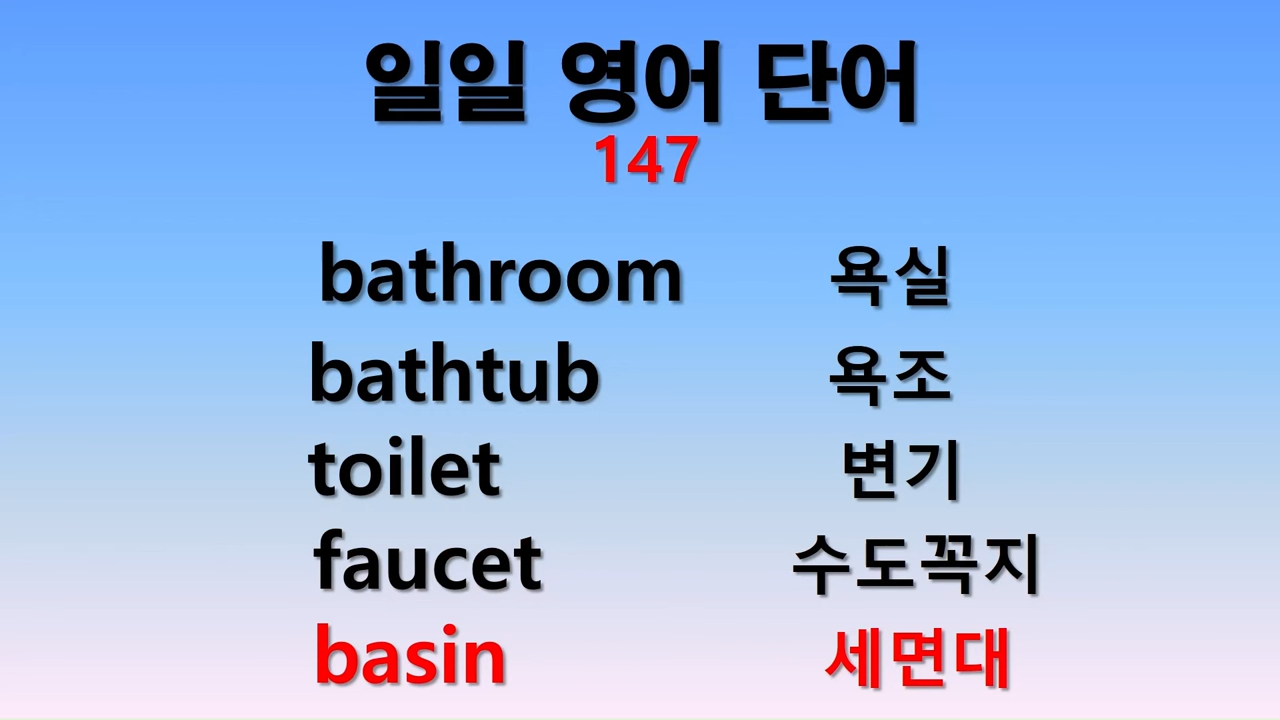 일일 영어 단어
147
bathroom 욕실
bathtub 욕조
toilet 변기
faucet 수도꼭지
basin 세면대